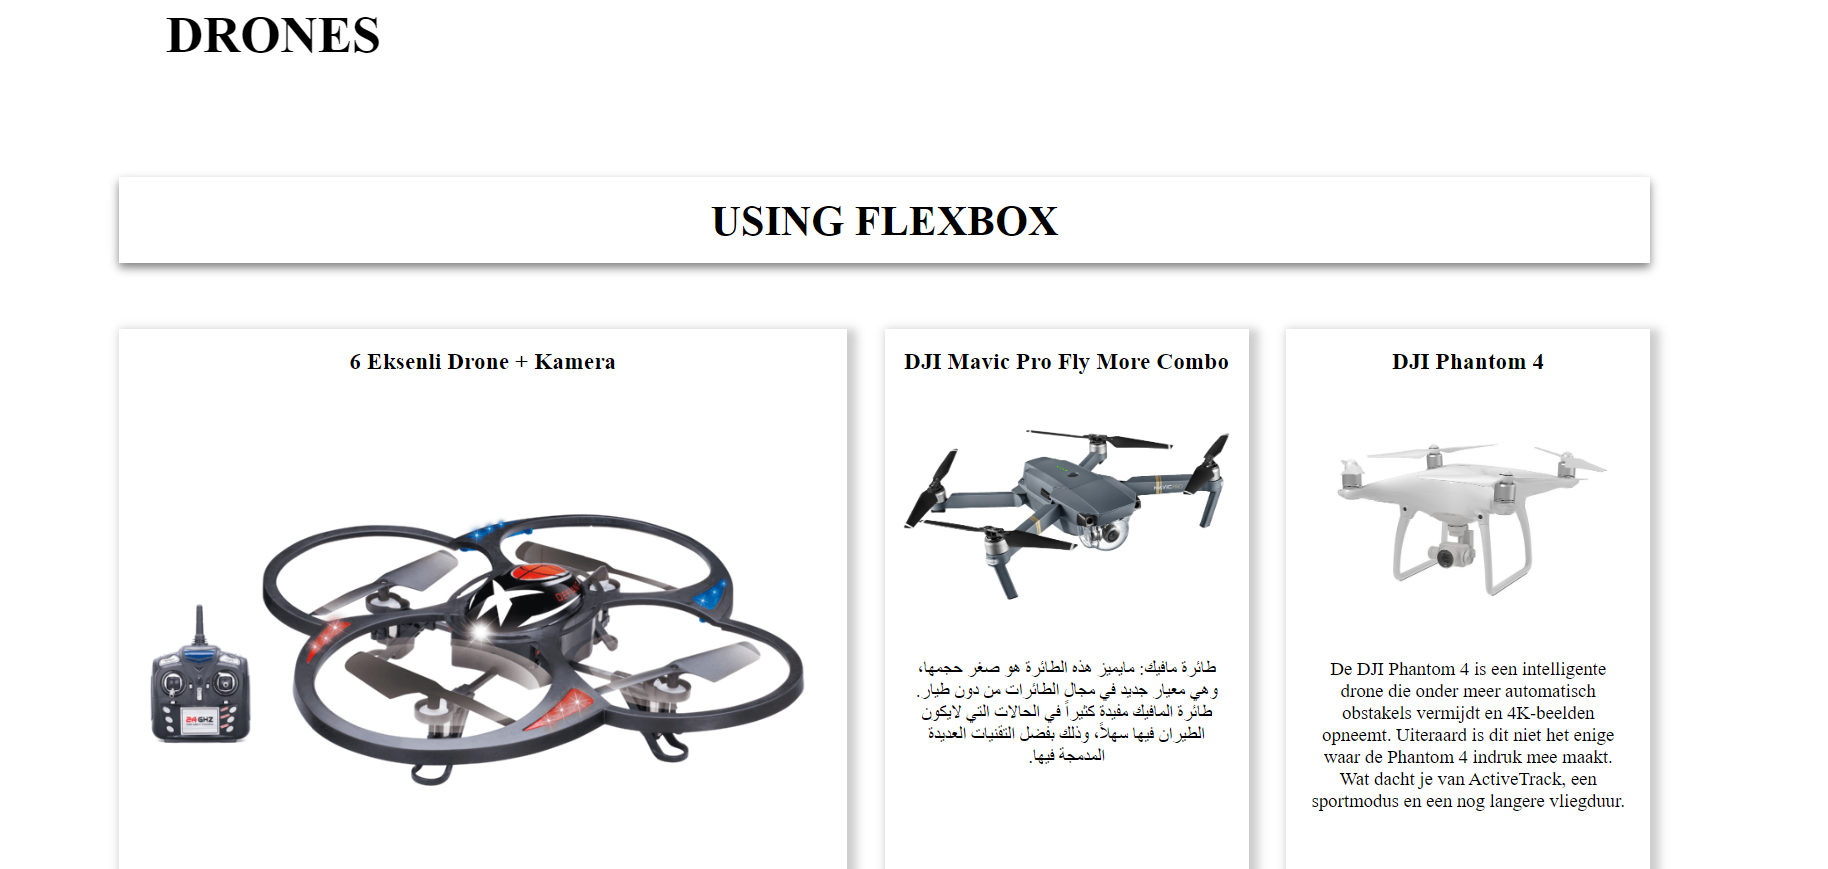 DRONES
USING FLEXBOX
6 Eksenli Drone + Kamera
DJI Mavic Pro Fly More Combo
طائرة مافيك: مايميز هذه الطائرة هو صغر حجمها،
وهي معيار جديد في مجال الطائرات من دون طيار.
طائرة المافيك مفيدة كثيراً في الحالات التي لايكون
الطيران فيها سهلاً، وذلك بفضل التقنيات العديدة
المدمجة فيها.
DJI Phantom 4
De DJI Phantom 4 is een intelligente
drone die onder meer automatisch
obstakels vermijdt en 4K-beelden
opneemt. Uiteraard is dit niet het enige
waar de Phantom 4 indruk mee maakt.
Wat dacht je van ActiveTrack, een
sportmodus en een nog langere vliegduur.